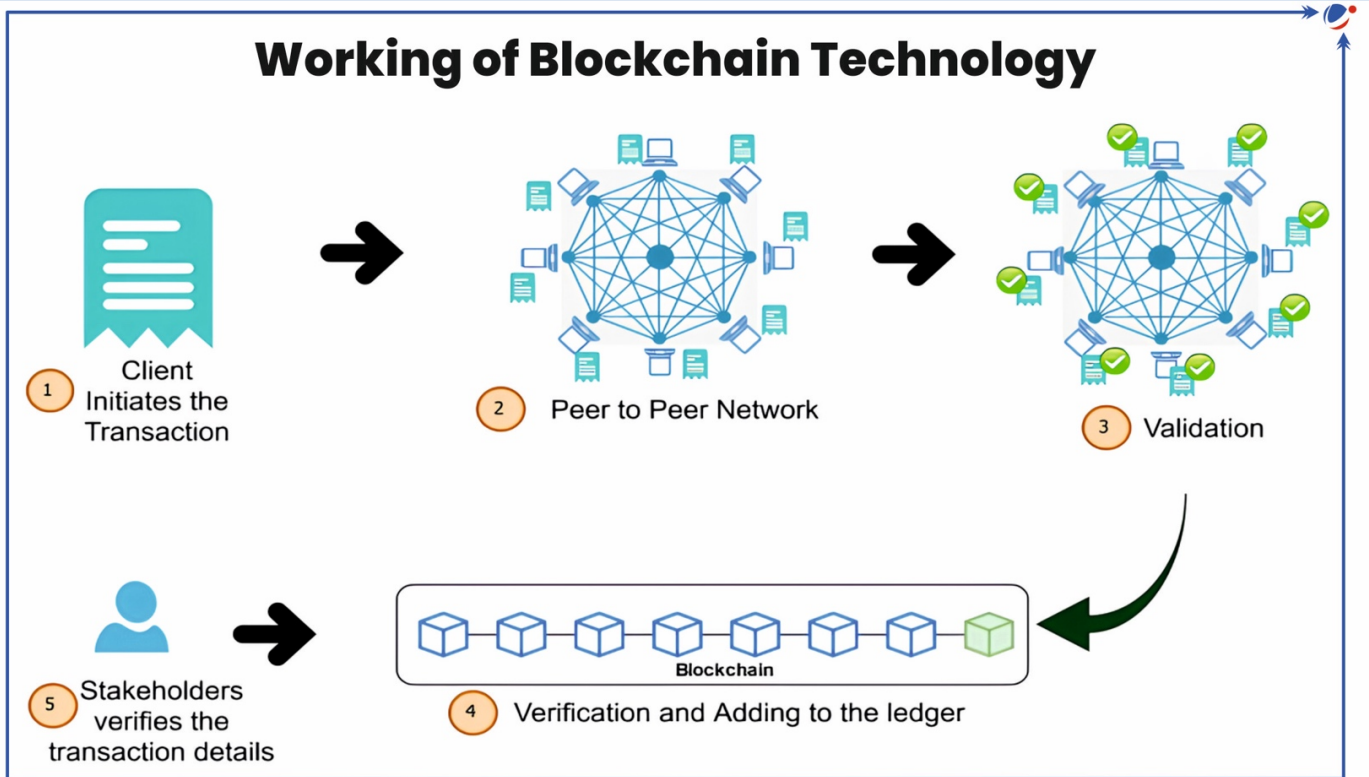 Working of Blockchain Technology
1
Client
Initiates the
Transaction
2
Peer to Peer Network
3
Validation
Blockchain
4
Verification and Adding to the ledger
5
Stakeholders
verifies the
transaction details